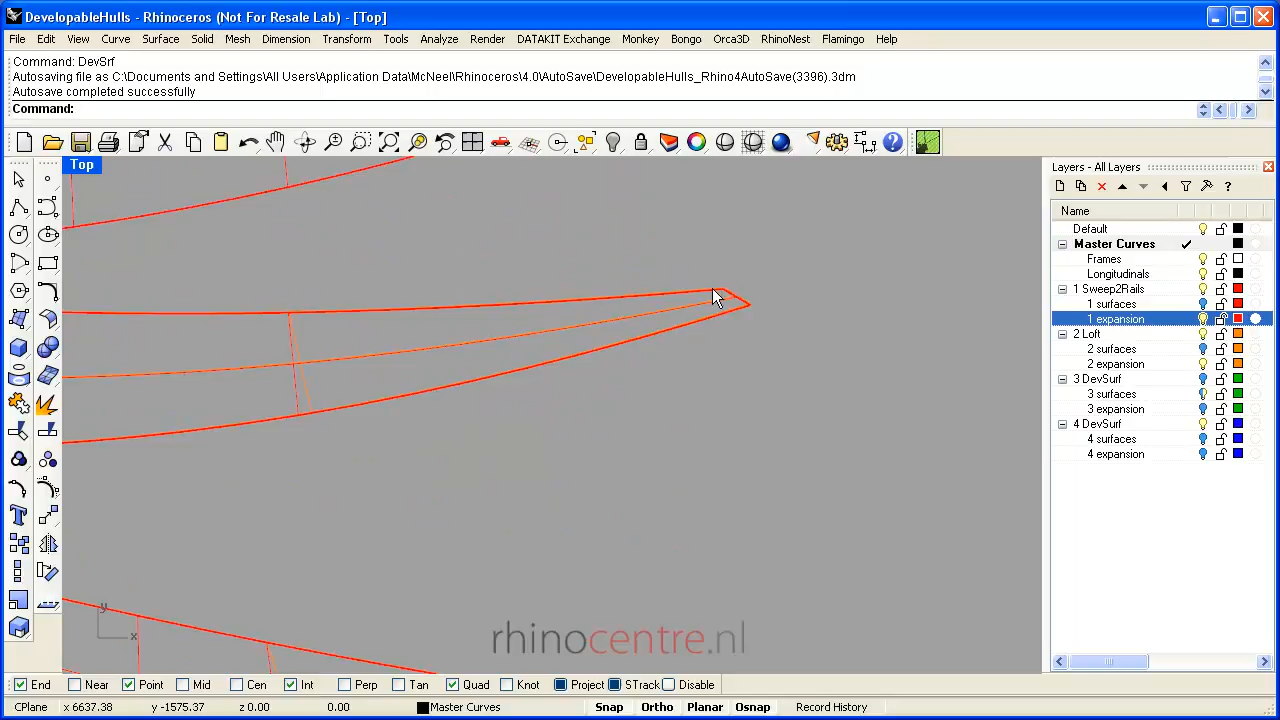 DevelopableHulls - Rhinoceros (Not For Resale Lab) - [Top]
File Edit View Curve Surface Solid Mesh Dimension Transform Tools Analyze Render DATAKIT Exchange Monkey Bongo Orca3D RhinoNest Flamingo Help
Command: DevSrf
Autosaving file as C:\Documents and Settings\All Users\Application Data\McNeel\Rhinoceros\4.0\AutoSave\DevelopableHulls_Rhino4AutoSave(3396).3dm
Autosave completed successfully
Command:
Top
Layers - All Layers
Name
Default
Master Curves
Frames
Longitudinals
1 Sweep2Rails
1 surfaces
1 expansion
2 Loft
2 surfaces
2 expansion
3 DevSurf
3 surfaces
3 expansion
4 DevSurf
4 surfaces
4 expansion
y
x
rhinocentre.nl
End Near Point Mid Cen Int Perp Tan Quad Knot Project STrack Disable
CPlane x 6637.38 y -1575.37 z 0.00 0.00 Master Curves Snap Ortho Planar Osnap Record History